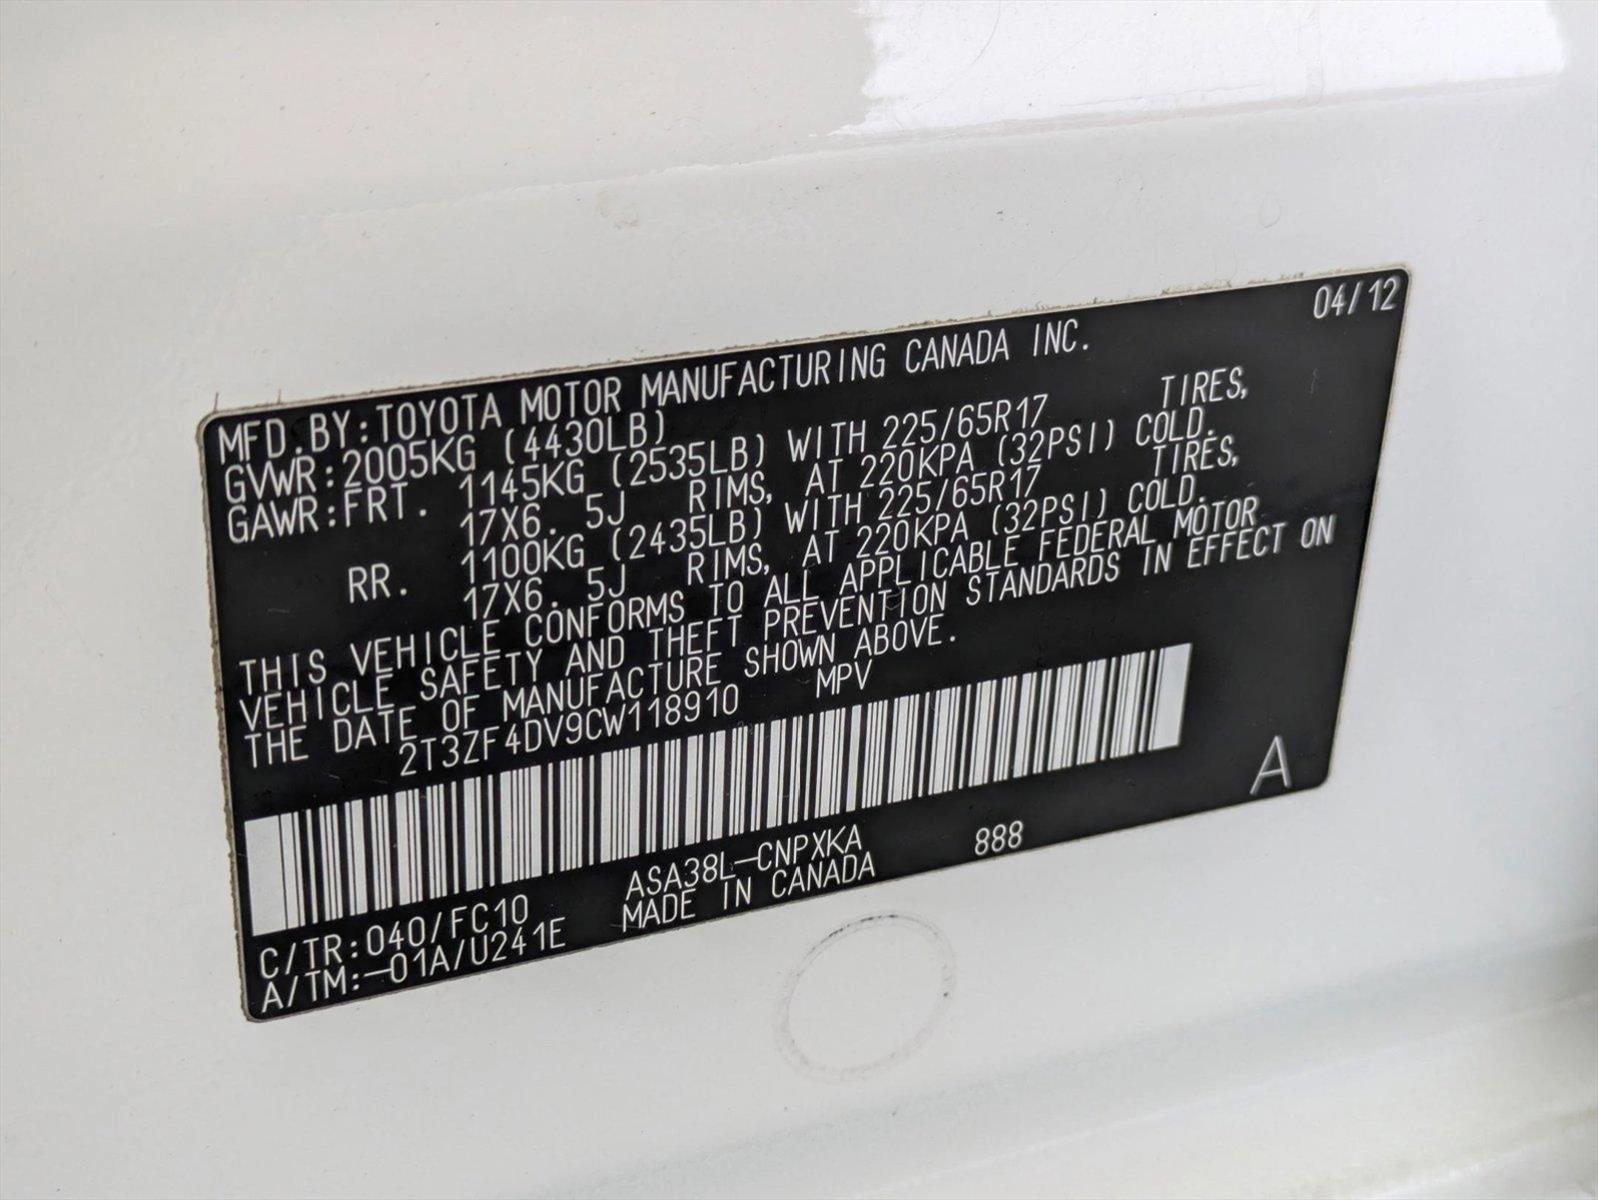 04/12
MFD.BY:TOYOTA MOTOR MANUFACTURING CANADA INC.
GVWR:2005KG (4430LB)
GAWR:FRT. 1145KG (2535LB) WITH 225/65R17 TIRES,
17X6. 5J RIMS, AT 220KPA (32PSI) COLD.
RR. 1100KG (2435LB) WITH 225/65R17 TIRES,
17X6. 5J RIMS, AT 220KPA (32PSI) COLD.
THIS VEHICLE CONFORMS TO ALL APPLICABLE FEDERAL MOTOR
VEHICLE SAFETY AND THEFT PREVENTION STANDARDS IN EFFECT ON
THE DATE OF MANUFACTURE SHOWN ABOVE.
2T3ZF4DV9CW118910 MPV
A
C/TR:040/FC10 ASA38L-CNPXKA 888
A/TM:-01A/U241E MADE IN CANADA